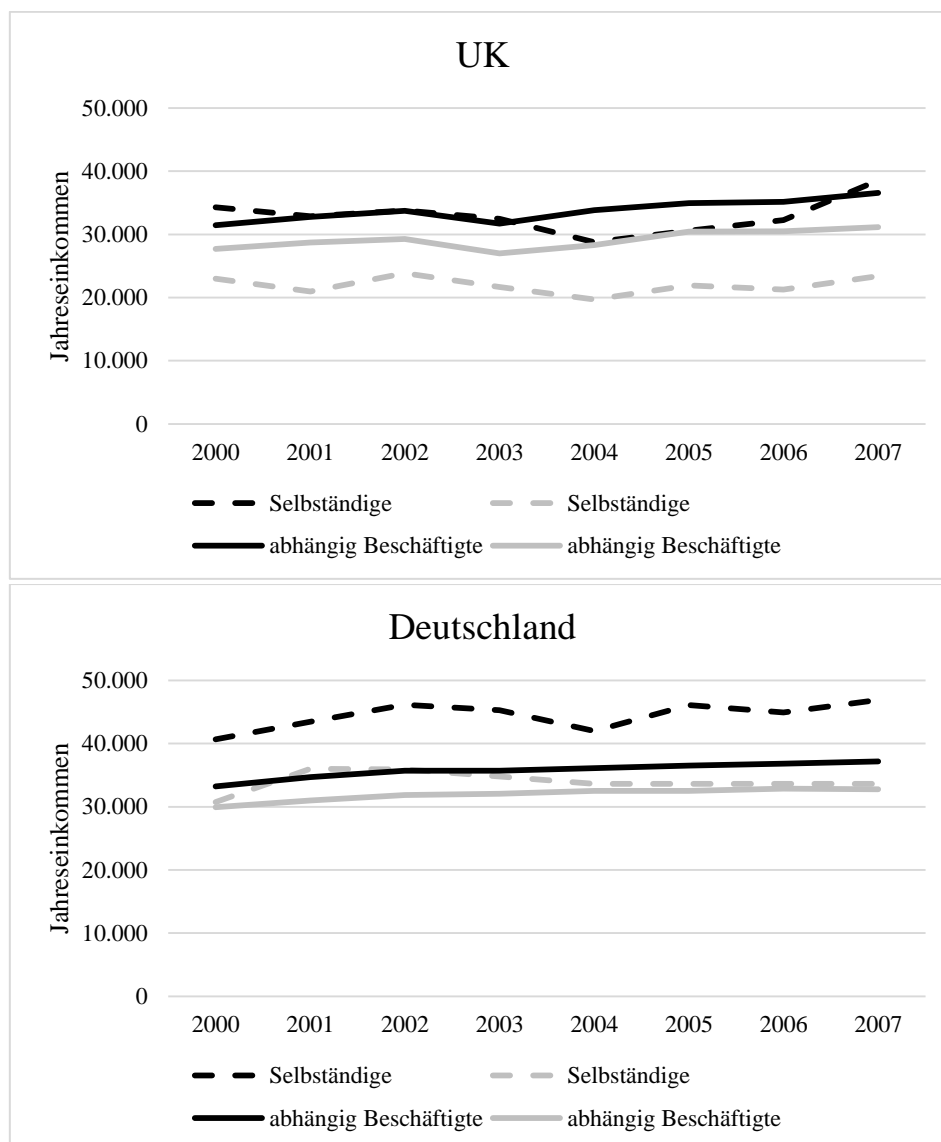 UK
Jahreseinkommen
50.000
40.000
30.000
20.000
10.000
0
2000 2001 2002 2003 2004 2005 2006 2007
Selbständige Selbständige
abhängig Beschäftigte abhängig Beschäftigte
Deutschland
Jahreseinkommen
50.000
40.000
30.000
20.000
10.000
0
2000 2001 2002 2003 2004 2005 2006 2007
Selbständige Selbständige
abhängig Beschäftigte abhängig Beschäftigte